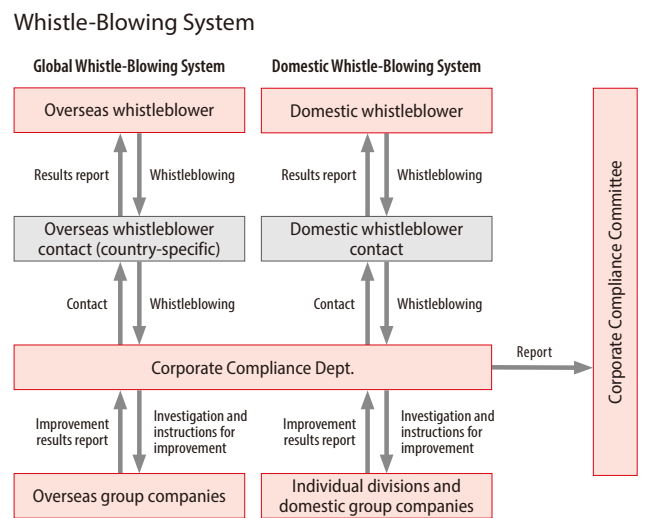 Whistle-Blowing System
Global Whistle-Blowing System
Domestic Whistle-Blowing System
Overseas whistleblower
Domestic whistleblower
Results report
Whistleblowing
Results report
Whistleblowing
Overseas whistleblower
contact (country-specific)
Domestic whistleblower
contact
Contact
Whistleblowing
Contact
Whistleblowing
Corporate Compliance Dept.
Report
Corporate Compliance Committee
Improvement
results report
Investigation and
instructions for
improvement
Improvement
results report
Investigation and
instructions for
improvement
Overseas group companies
Individual divisions and
domestic group companies